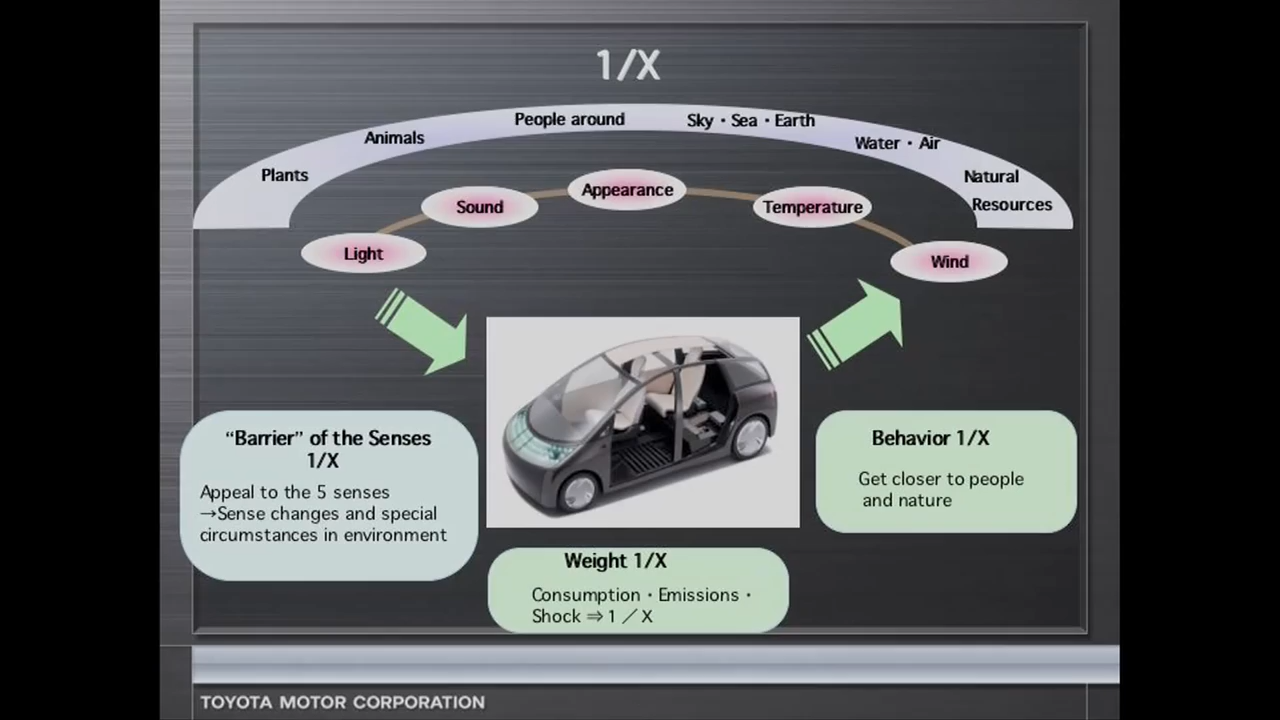 1/X
Plants
Animals
People around
Sky・Sea・Earth
Water・Air
Natural
Resources
Light
Sound
Appearance
Temperature
Wind
“Barrier” of the Senses
1/X
Appeal to the 5 senses
→Sense changes and special
circumstances in environment
Behavior 1/X
Get closer to people
and nature
Weight 1/X
Consumption・Emissions・
Shock⇒1／X
TOYOTA MOTOR CORPORATION